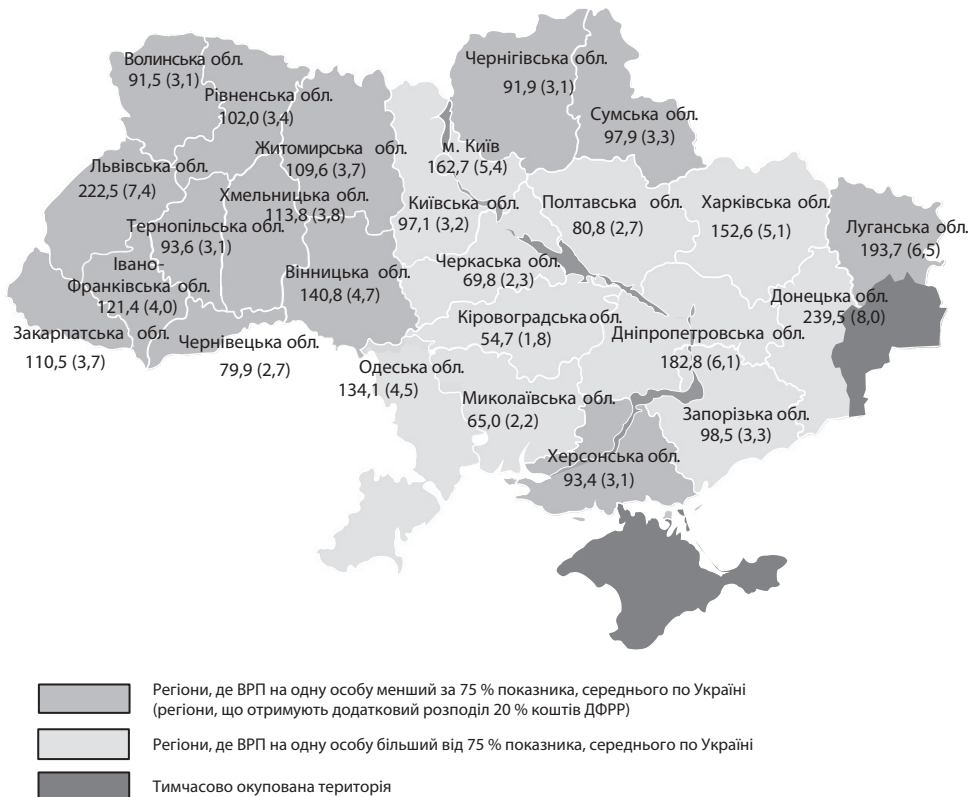 Волинська обл.
91,5 (3,1)
Рівненська обл.
102,0 (3,4)
Житомирська обл.
109,6 (3,7)
Львівська обл.
222,5 (7,4)
Хмельницька обл.
113,8 (3,8)
Тернопільська обл.
93,6 (3,1)
Івано-
Франківська обл.
121,4 (4,0)
Закарпатська обл.
110,5 (3,7)
Чернівецька обл.
79,9 (2,7)
Вінницька обл.
140,8 (4,7)
Чернігівська обл.
91,9 (3,1)
Сумська обл.
97,9 (3,3)
м. Київ
162,7 (5,4)
Київська обл.
97,1 (3,2)
Полтавська обл.
80,8 (2,7)
Харківська обл.
152,6 (5,1)
Луганська обл.
193,7 (6,5)
Черкаська обл.
69,8 (2,3)
Донецька обл.
239,5 (8,0)
Кіровоградська обл.
54,7 (1,8)
Дніпропетровська обл.
182,8 (6,1)
Одеська обл.
134,1 (4,5)
Миколаївська обл.
65,0 (2,2)
Запорізька обл.
98,5 (3,3)
Херсонська обл.
93,4 (3,1)
Регіони, де ВРП на одну особу менший за 75 % показника, середнього по Україні
(регіони, що отримують додатковий розподіл 20 % коштів ДФРР)
Регіони, де ВРП на одну особу більший від 75 % показника, середнього по Україні
Тимчасово окупована територія